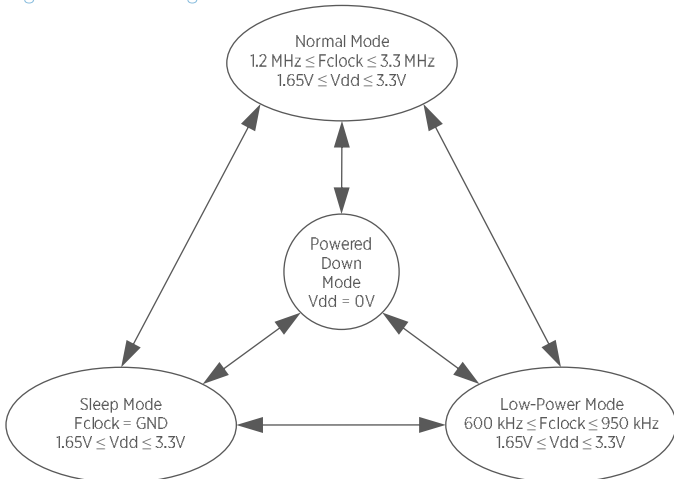 Normal Mode
1.2 MHz ≤ Fclock ≤ 3.3 MHz
1.65V ≤ Vdd ≤ 3.3V
Powered
Down
Mode
Vdd = 0V
Sleep Mode
Fclock = GND
1.65V ≤ Vdd ≤ 3.3V
Low-Power Mode
600 kHz ≤ Fclock ≤ 950 kHz
1.65V ≤ Vdd ≤ 3.3V